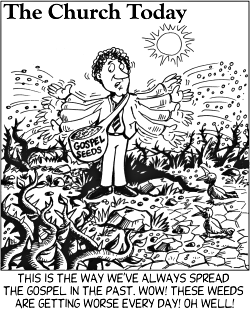 The Church Today
GOSPEL
SEEDS
THIS IS THE WAY WE'VE ALWAYS SPREAD
THE GOSPEL IN THE PAST. WOW! THESE WEEDS
ARE GETTING WORSE EVERY DAY! OH WELL!